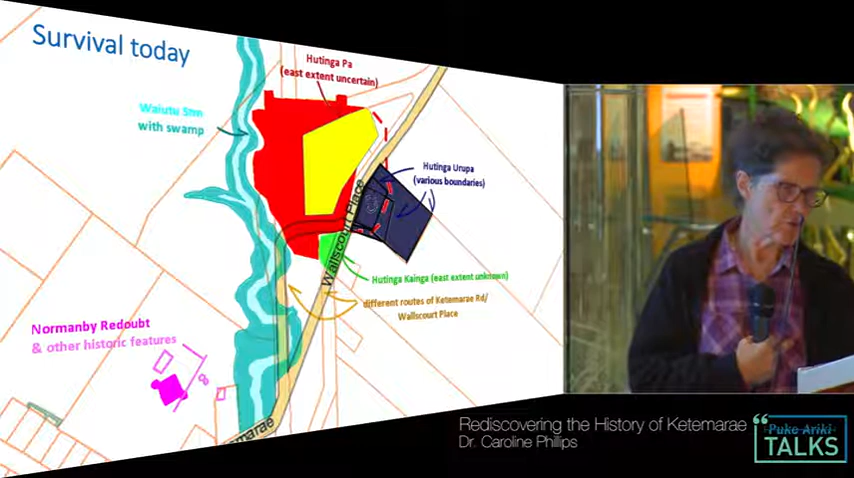 Survival today
Hutinga Pa
(east extent uncertain)
Waiutu Stm
with swamp
Hutinga Urupa
(various boundaries)
Wallscourt Place
Hutinga Kainga (east extent unktown)
different routes of Ketemarae Rd/
Wallscourt Place
Normanby Redoubt
& other historic features
emarae
Rediscovering the History of Ketemarae
Dr. Caroline Phillips
Puke Ariki
TALKS